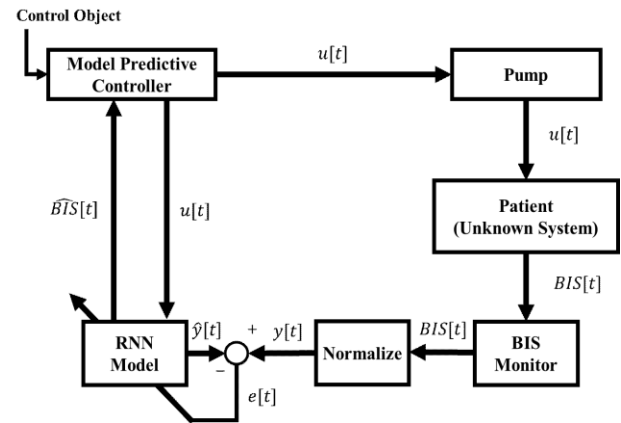 Control Object
Model Predictive
Controller
u[t]
Pump
u[t]
Patient
(Unknown System)
BIS[t]
BIS
Monitor
BIS[t]
Normalize
y[t]
+
−
ŷ[t]
e[t]
RNN
Model
u[t]
B̂IS[t]